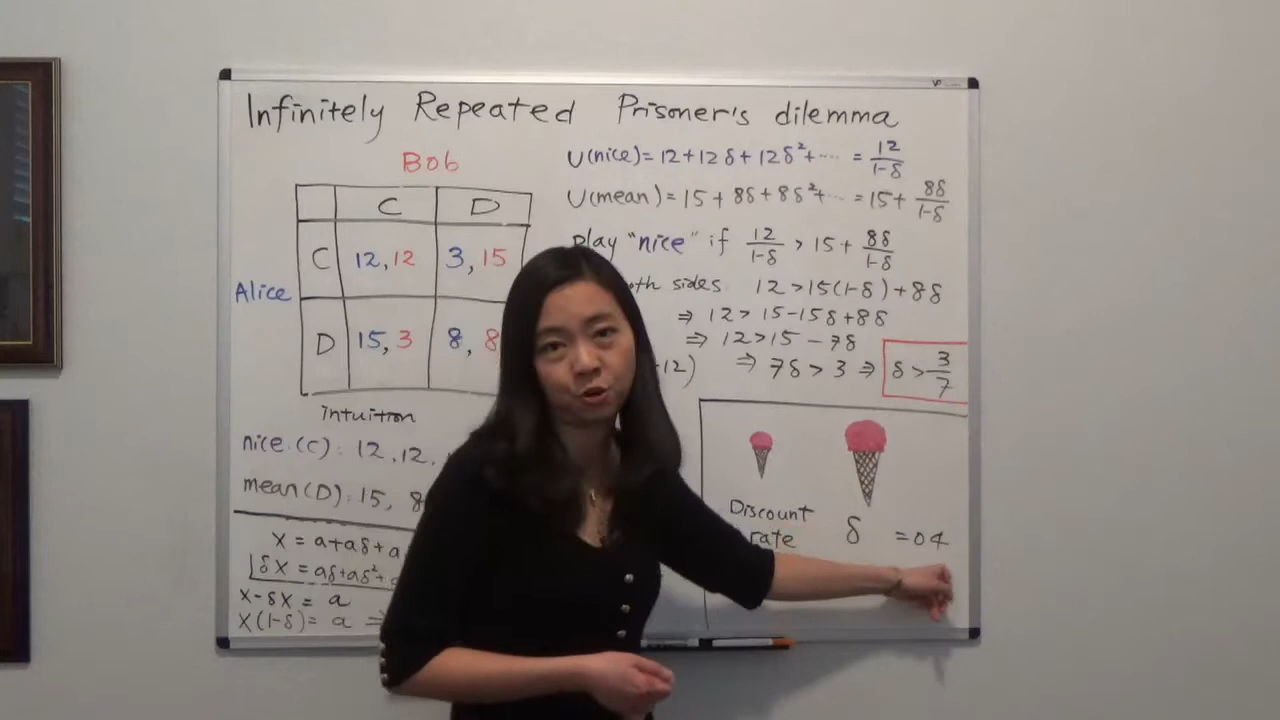 Infinitely Repeated Prisoner's dilemma
Bob
C D
C 12,12 3,15
Alice
D 15,3 8,8
intuition
nice.(C): 12,12,
mean(D): 15, 8
x = a+aδ+a
δx = aδ+aδ²+
x-δx = a
x(1-δ)= a ⇒
U(nice)= 12+12δ+12δ²+···· = 12/1-δ
U(mean)= 15+8δ+8δ²+···· = 15+ 8δ/1-δ
play "nice" if 12/1-δ > 15+ 8δ/1-δ
both sides. 12>15(1-δ)+8δ
⇒ 12>15-15δ+8δ
⇒ 12>15-7δ
12) ⇒ 7δ>3 ⇒ δ>3/7
Discount
rate δ =04